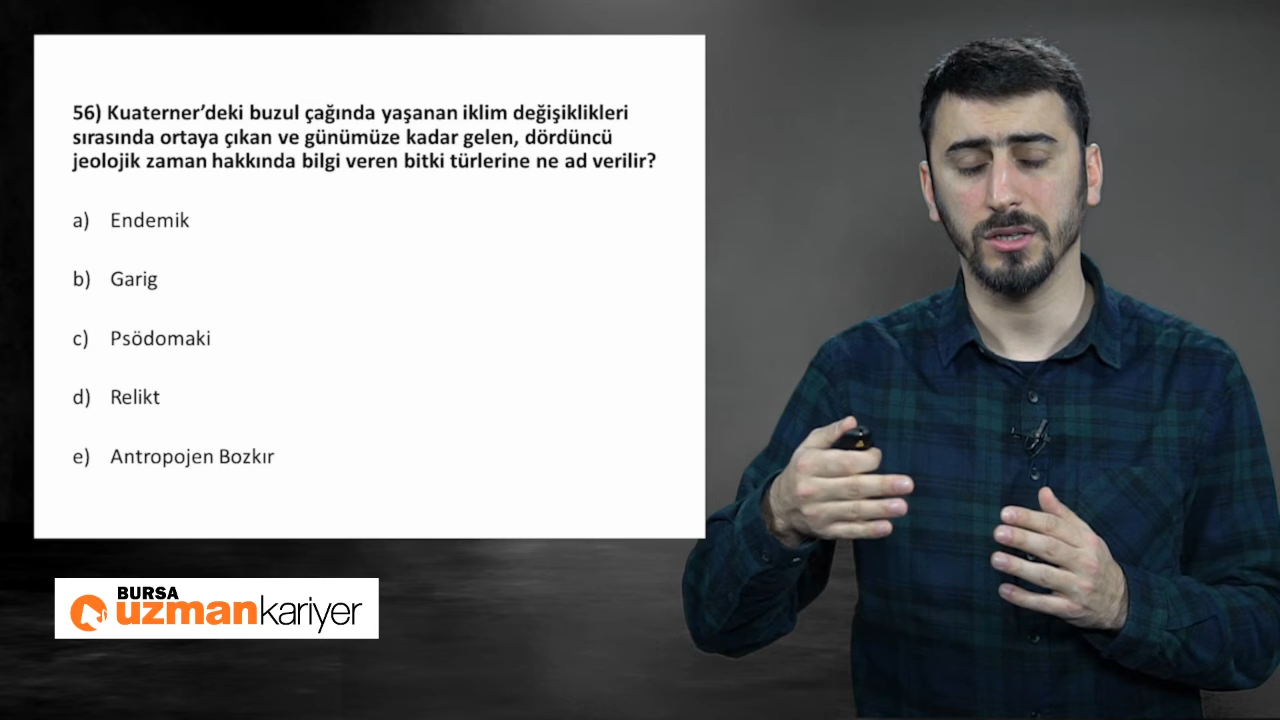 56) Kuaterner’deki buzul çağında yaşanan iklim değişiklikleri
sırasında ortaya çıkan ve günümüze kadar gelen, dördüncü
jeolojik zaman hakkında bilgi veren bitki türlerine ne ad verilir?
a) Endemik
b) Garig
c) Psödomaki
d) Relikt
e) Antropojen Bozkır
BURSA
uzmankariyer